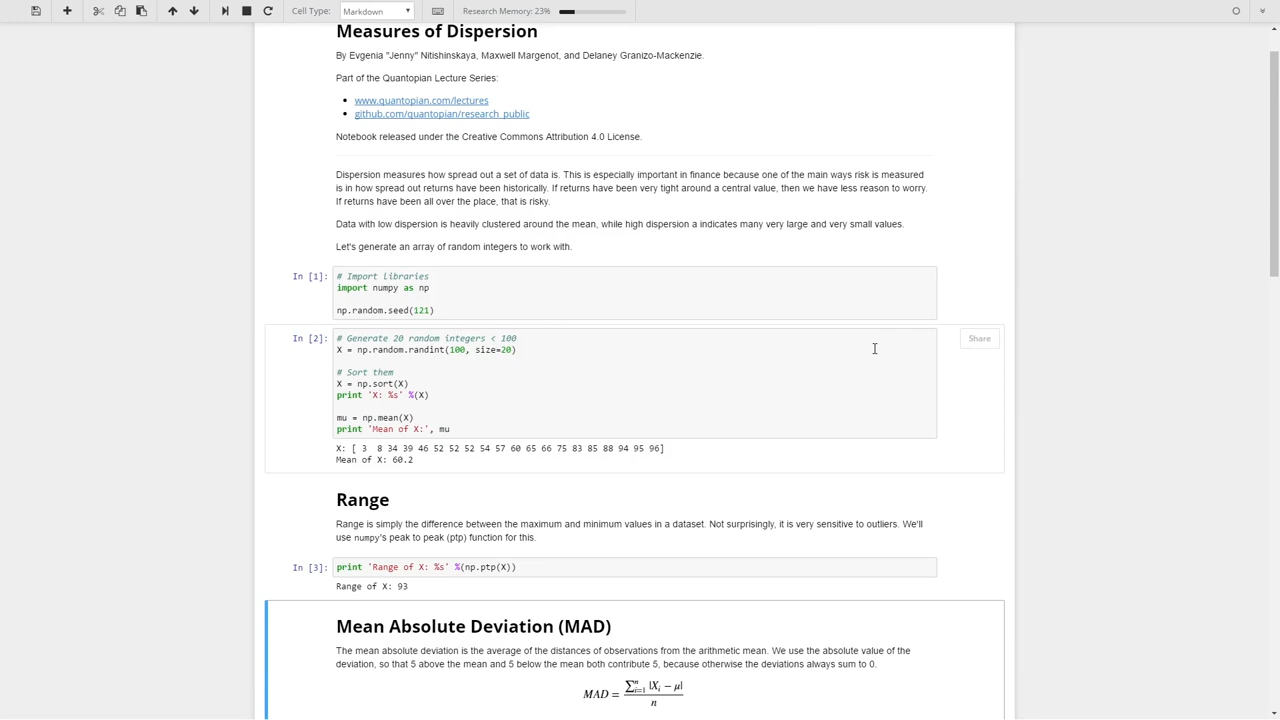 Cell Type: Markdown Research Memory: 23%
Measures of Dispersion
By Evgenia "Jenny" Nitishinskaya, Maxwell Margenot, and Delaney Granizo-Mackenzie.
Part of the Quantopian Lecture Series:
www.quantopian.com/lectures
github.com/quantopian/research_public
Notebook released under the Creative Commons Attribution 4.0 License.
Dispersion measures how spread out a set of data is. This is especially important in finance because one of the main ways risk is measured
is in how spread out returns have been historically. If returns have been very tight around a central value, then we have less reason to worry.
If returns have been all over the place, that is risky.
Data with low dispersion is heavily clustered around the mean, while high dispersion a indicates many very large and very small values.
Let's generate an array of random integers to work with.
In [1]: # Import libraries
import numpy as np
np.random.seed(121)
In [2]: # Generate 20 random integers < 100
Share
X = np.random.randint(100, size=20)
# Sort them
X = np.sort(X)
print 'X: %s' %(X)
mu = np.mean(X)
print 'Mean of X:', mu
X: [ 3 8 34 39 46 52 52 52 54 57 60 65 66 75 83 85 88 94 95 96]
Mean of X: 60.2
Range
Range is simply the difference between the maximum and minimum values in a dataset. Not surprisingly, it is very sensitive to outliers. We'll
use numpy's peak to peak (ptp) function for this.
In [3]: print 'Range of X: %s' %(np.ptp(X))
Range of X: 93
Mean Absolute Deviation (MAD)
The mean absolute deviation is the average of the distances of observations from the arithmetic mean. We use the absolute value of the
deviation, so that 5 above the mean and 5 below the mean both contribute 5, because otherwise the deviations always sum to 0.
MAD = ∑ⁿᵢ₌₁ |Xᵢ − μ| / n